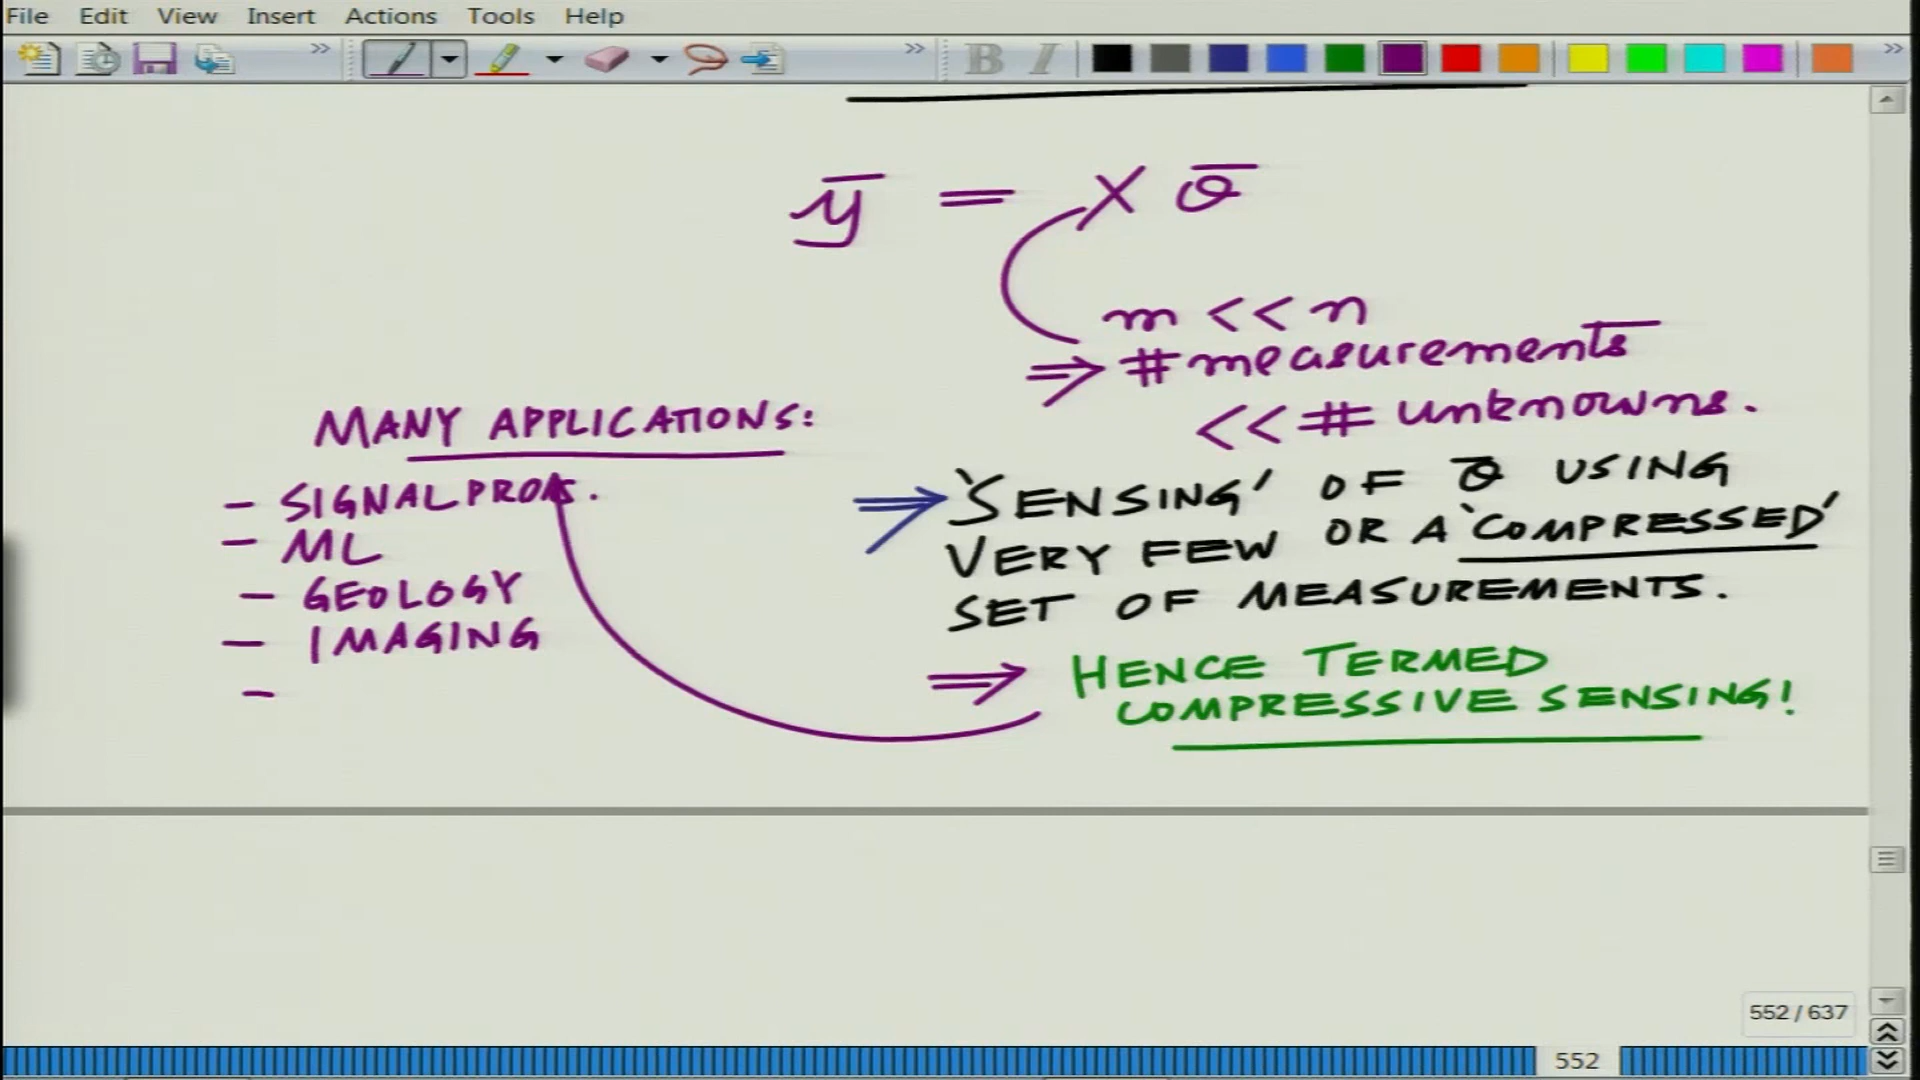 File Edit View Insert Actions Tools Help
B I
ȳ = X θ̄
m << n
⇒ #measurements
<< # unknowns.
MANY APPLICATIONS:
- SIGNAL PROC.
- ML
- GEOLOGY
- IMAGING
-
⇒ 'SENSING' OF θ̄ USING
VERY FEW OR A 'COMPRESSED'
SET OF MEASUREMENTS.
⇒ HENCE TERMED
COMPRESSIVE SENSING!
552 / 637
552